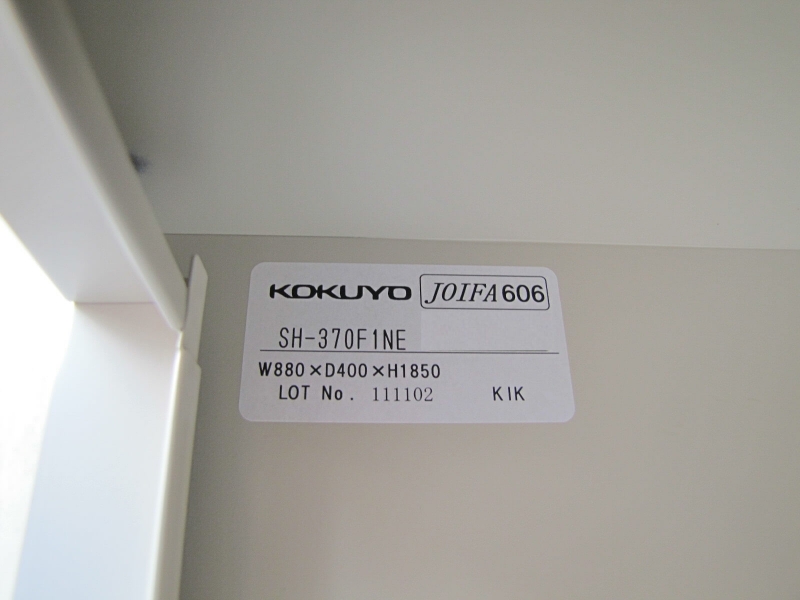 KOKUYO JOIFA606
SH-370F1NE
W880×D400×H1850
LOT No. 111102 KIK